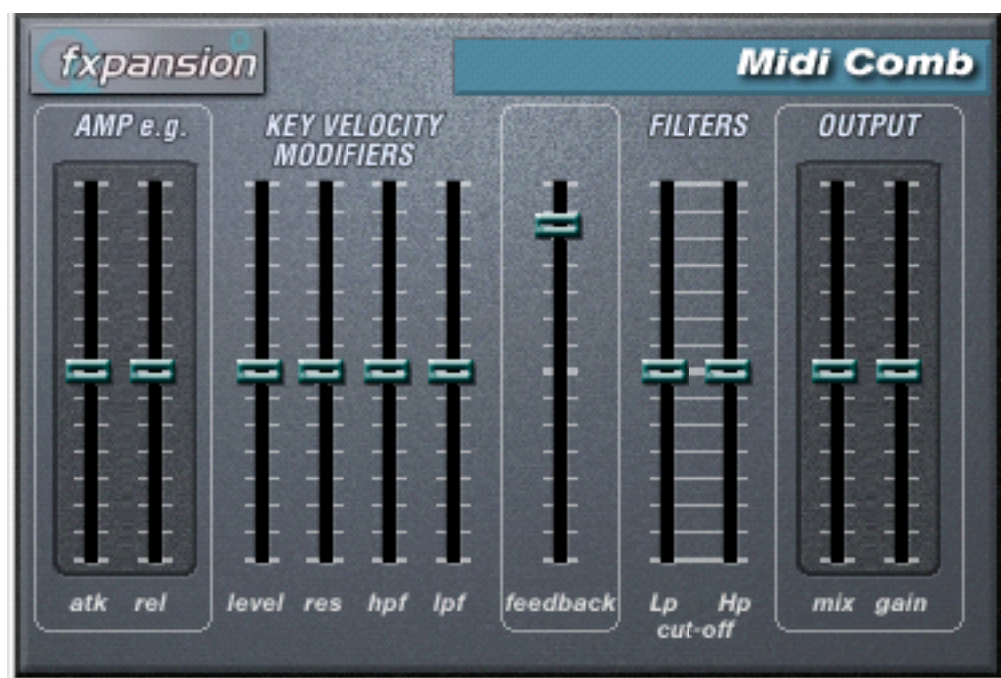 fxpansion
Midi Comb
AMP e.g.
KEY VELOCITY
MODIFIERS
FILTERS
OUTPUT
atk rel
level res hpf lpf
feedback
Lp Hp
cut-off
mix gain